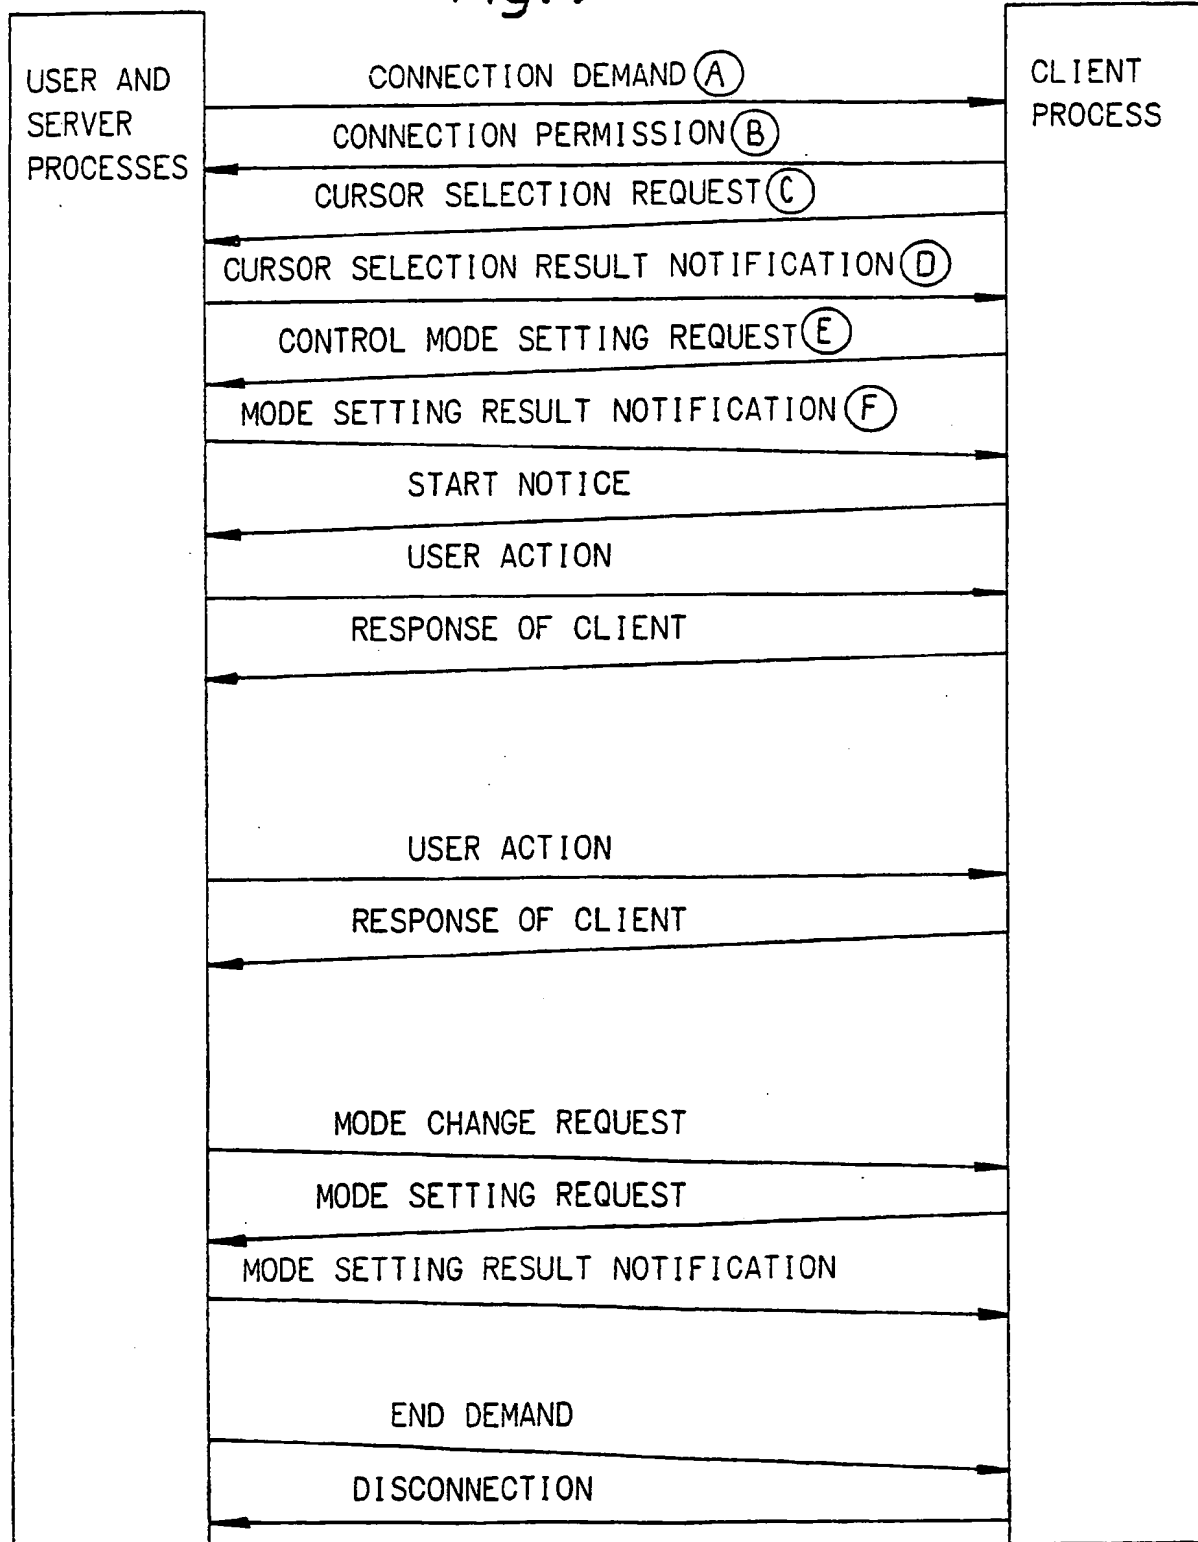 USER AND
SERVER
PROCESSES
CLIENT
PROCESS
CONNECTION DEMAND A
CONNECTION PERMISSION B
CURSOR SELECTION REQUEST C
CURSOR SELECTION RESULT NOTIFICATION D
CONTROL MODE SETTING REQUEST E
MODE SETTING RESULT NOTIFICATION F
START NOTICE
USER ACTION
RESPONSE OF CLIENT
USER ACTION
RESPONSE OF CLIENT
MODE CHANGE REQUEST
MODE SETTING REQUEST
MODE SETTING RESULT NOTIFICATION
END DEMAND
DISCONNECTION